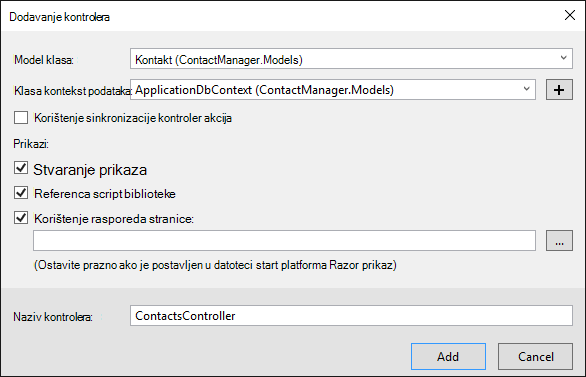 Dodavanje kontrolera
Model klasa: Kontakt (ContactManager.Models)
Klasa kontekst podataka: ApplicationDbContext (ContactManager.Models) +
Korištenje sinkronizacije kontroler akcija
Prikazi:
Stvaranje prikaza
Referenca script biblioteke
Korištenje rasporeda stranice:
...
(Ostavite prazno ako je postavljen u datoteci start platforma Razor prikaz)
Naziv kontrolera: ContactsController
Add Cancel